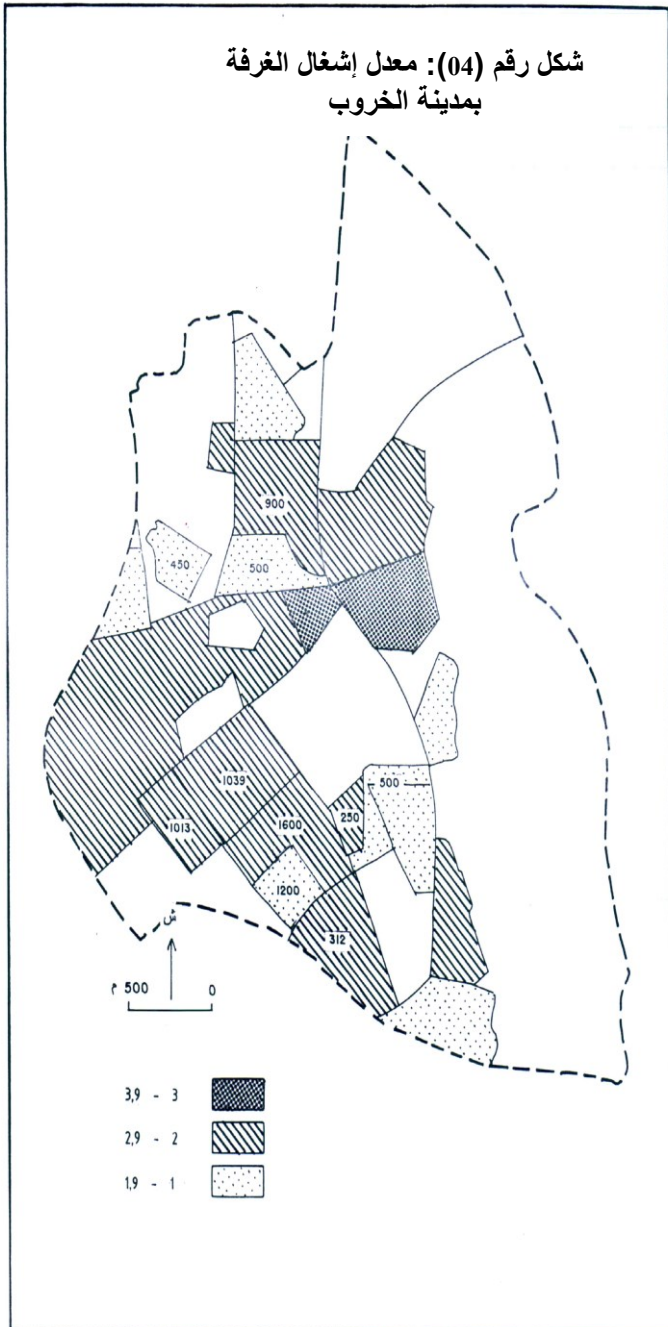 شكل رقم (04): معدل إشغال الغرفة
بمدينة الخروب
900
450
500
1039
500
1013
1600
250
1200
312
ش
500 م
0
3,9 - 3
2,9 - 2
1,9 - 1